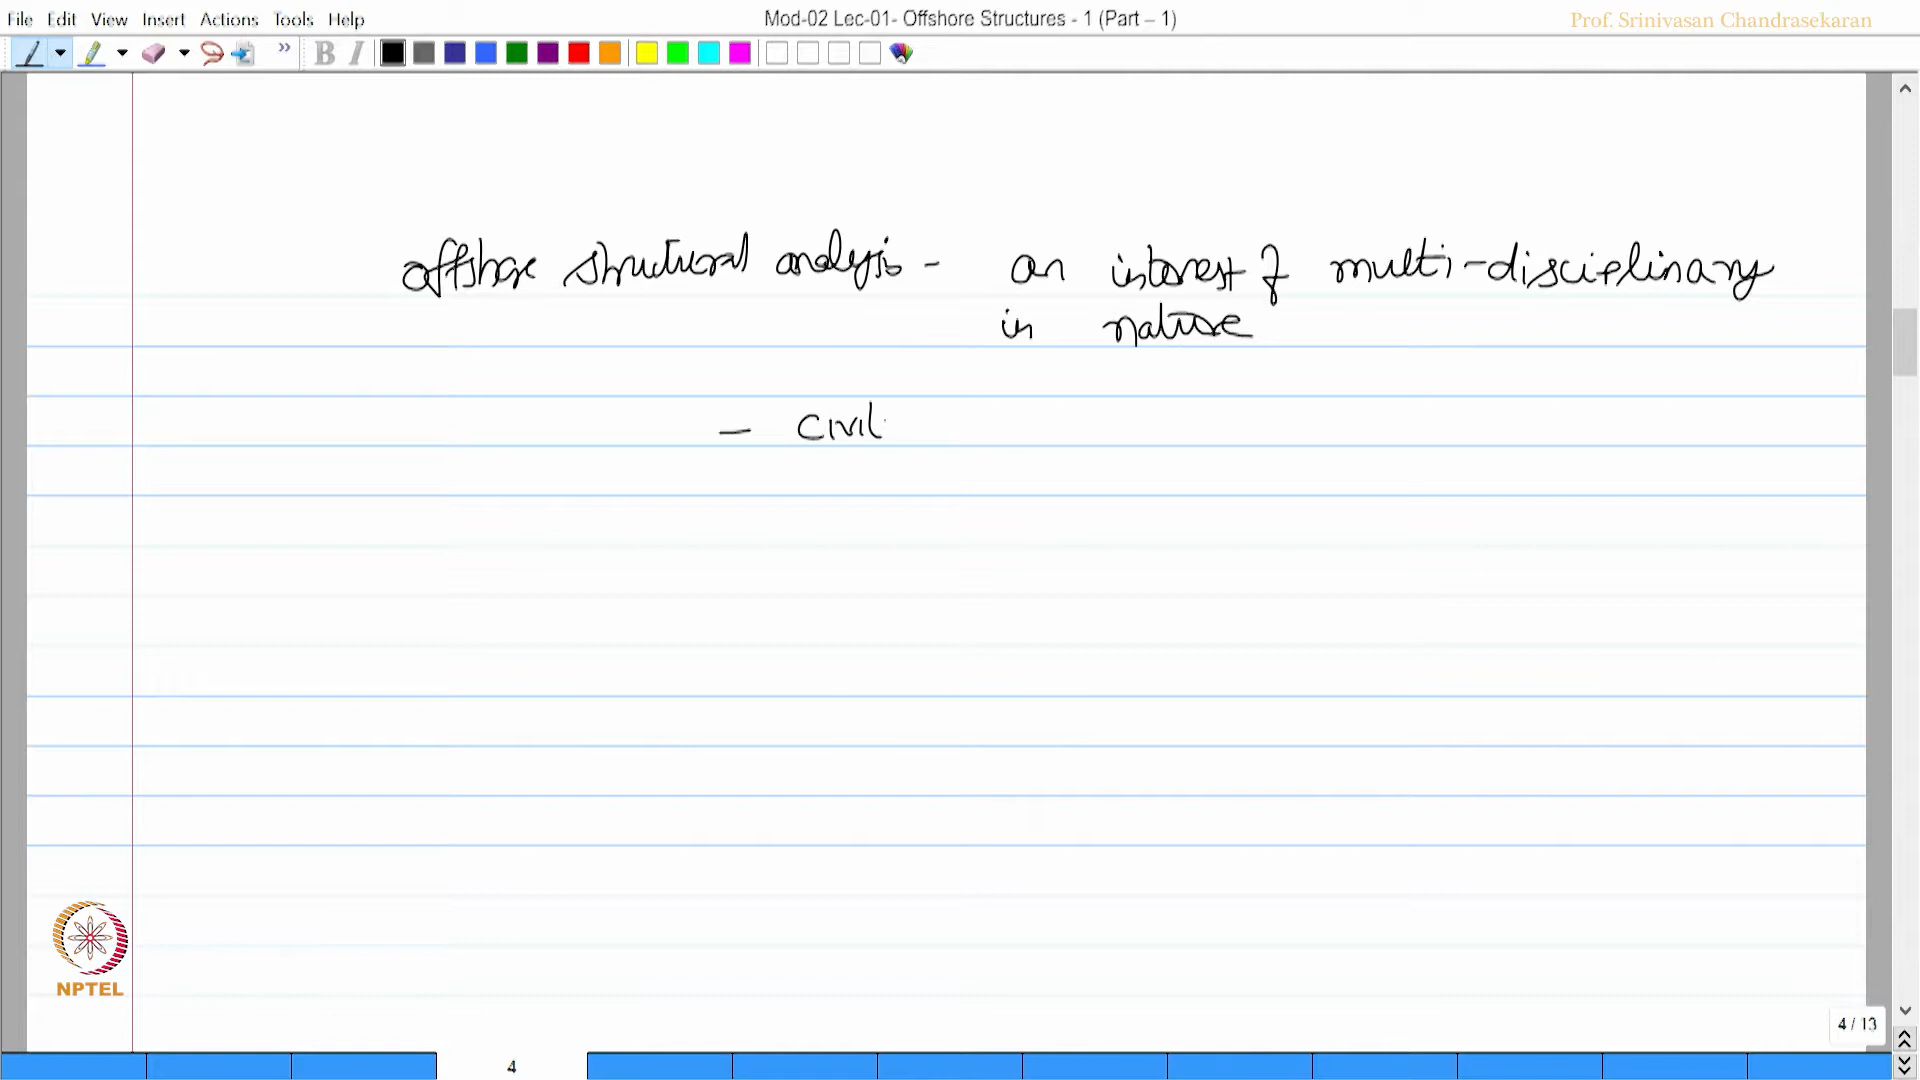 File Edit View Insert Actions Tools Help
Mod-02 Lec-01- Offshore Structures - 1 (Part – 1)
Prof. Srinivasan Chandrasekaran
B I
offshore structural analysis - an interest of multi-disciplinary
in nature
- Civil
NPTEL
4 / 13
4